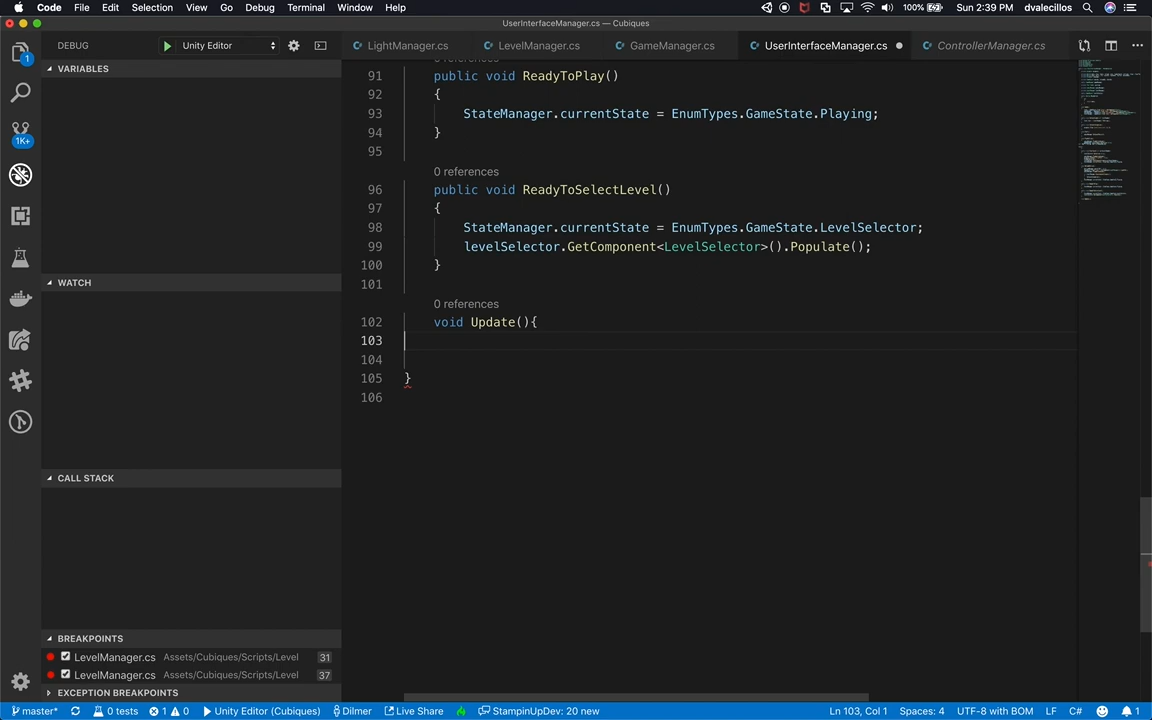 Code File Edit Selection View Go Debug Terminal Window Help 100% Sun 2:39 PM dvalecillos
UserInterfaceManager.cs — Cubiques
DEBUG Unity Editor LightManager.cs LevelManager.cs GameManager.cs UserInterfaceManager.cs ControllerManager.cs
VARIABLES
91 public void ReadyToPlay()
92 {
93 StateManager.currentState = EnumTypes.GameState.Playing;
94 }
95
0 references
96 public void ReadyToSelectLevel()
97 {
98 StateManager.currentState = EnumTypes.GameState.LevelSelector;
99 levelSelector.GetComponent<LevelSelector>().Populate();
100 }
101
0 references
102 void Update(){
103
104
105 }
106
1
1K+
WATCH
CALL STACK
BREAKPOINTS
LevelManager.cs Assets/Cubiques/Scripts/Level 31
LevelManager.cs Assets/Cubiques/Scripts/Level 37
EXCEPTION BREAKPOINTS
master* 0 tests 1 0 Unity Editor (Cubiques) Dilmer Live Share StampinUpDev: 20 new Ln 103, Col 1 Spaces: 4 UTF-8 with BOM LF C# 1